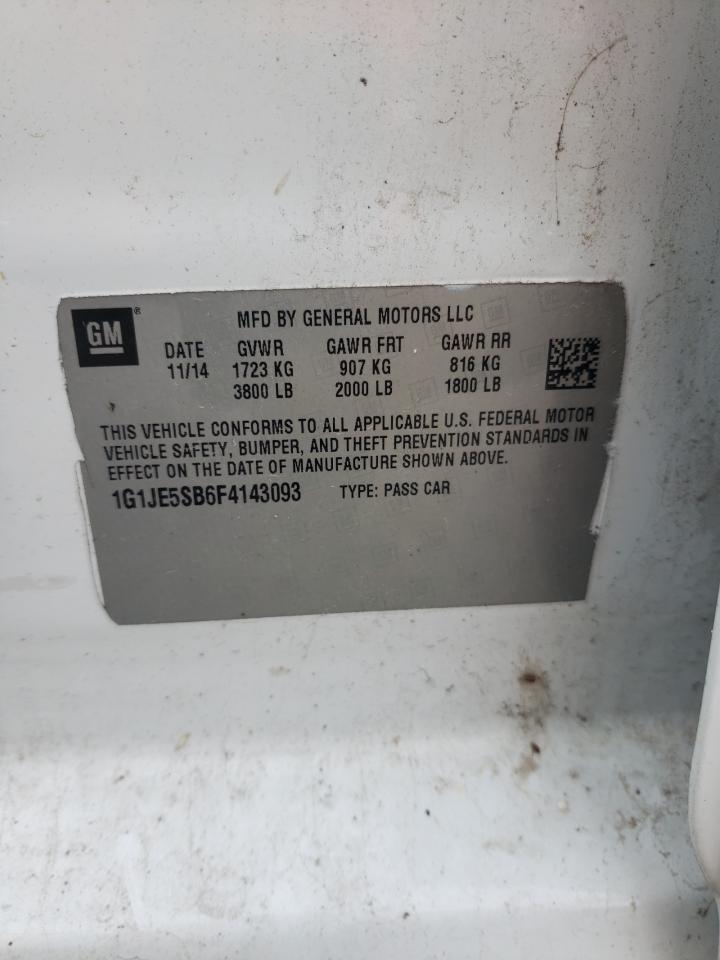 GM®
MFD BY GENERAL MOTORS LLC
DATE GVWR GAWR FRT GAWR RR
11/14 1723 KG 907 KG 816 KG
3800 LB 2000 LB 1800 LB
THIS VEHICLE CONFORMS TO ALL APPLICABLE U.S. FEDERAL MOTOR
VEHICLE SAFETY, BUMPER, AND THEFT PREVENTION STANDARDS IN
EFFECT ON THE DATE OF MANUFACTURE SHOWN ABOVE.
1G1JE5SB6F4143093 TYPE: PASS CAR